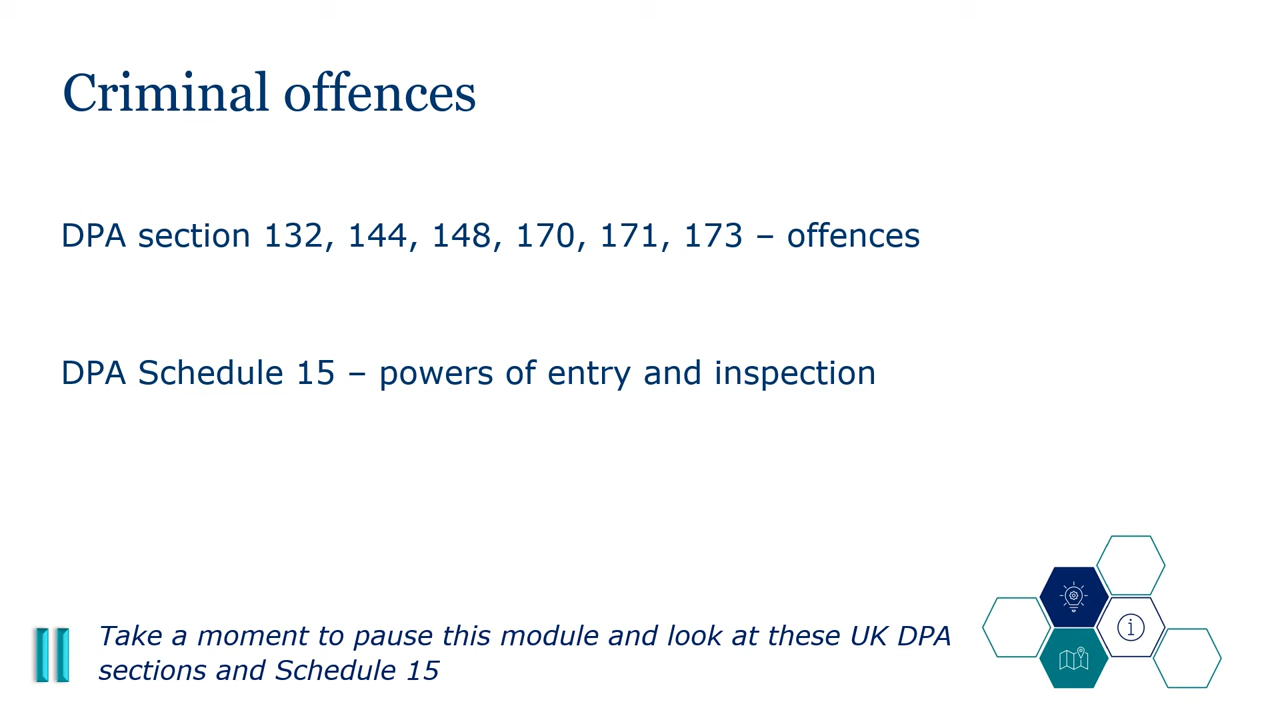 Criminal offences
DPA section 132, 144, 148, 170, 171, 173 – offences
DPA Schedule 15 – powers of entry and inspection
Take a moment to pause this module and look at these UK DPA
sections and Schedule 15